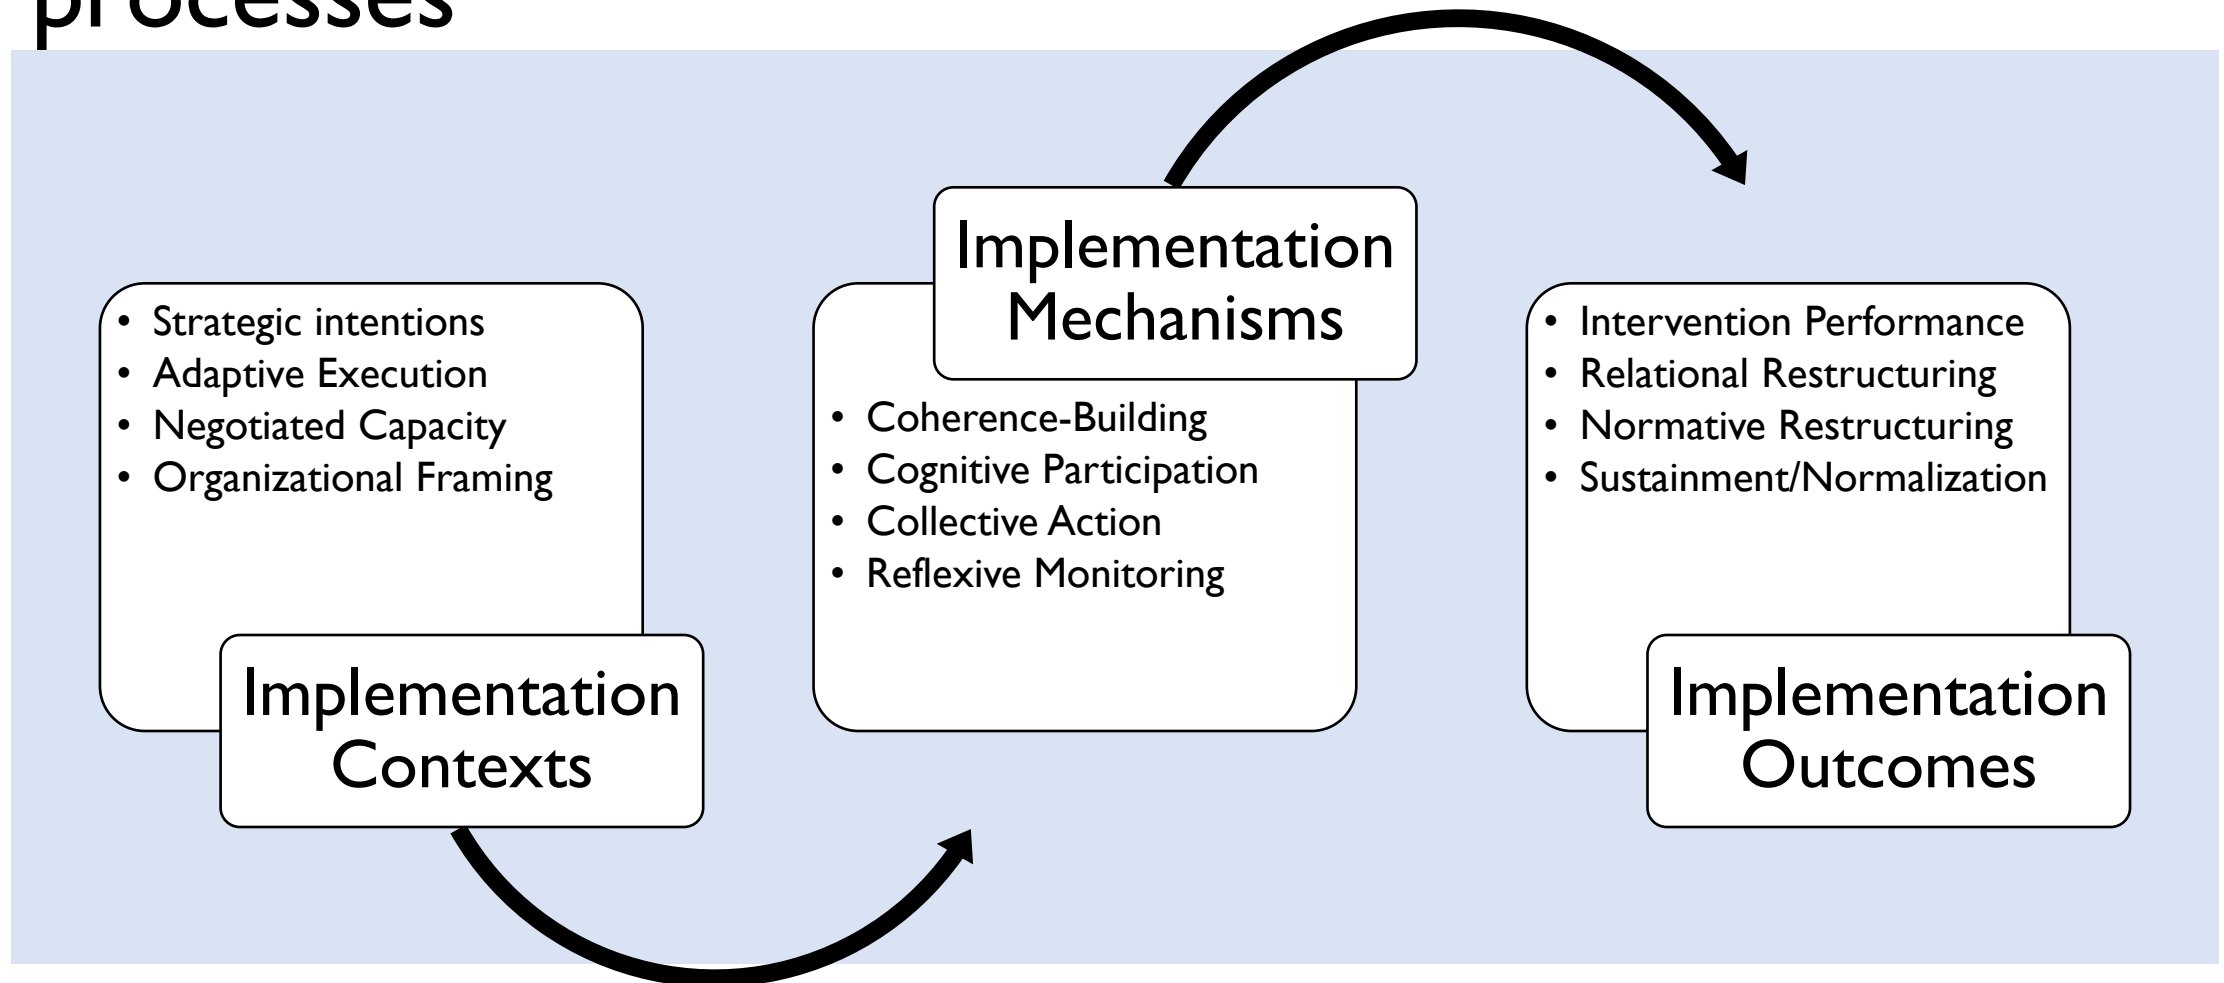 processes
• Strategic intentions
• Adaptive Execution
• Negotiated Capacity
• Organizational Framing
Implementation
Contexts
Implementation
Mechanisms
• Coherence-Building
• Cognitive Participation
• Collective Action
• Reflexive Monitoring
• Intervention Performance
• Relational Restructuring
• Normative Restructuring
• Sustainment/Normalization
Implementation
Outcomes